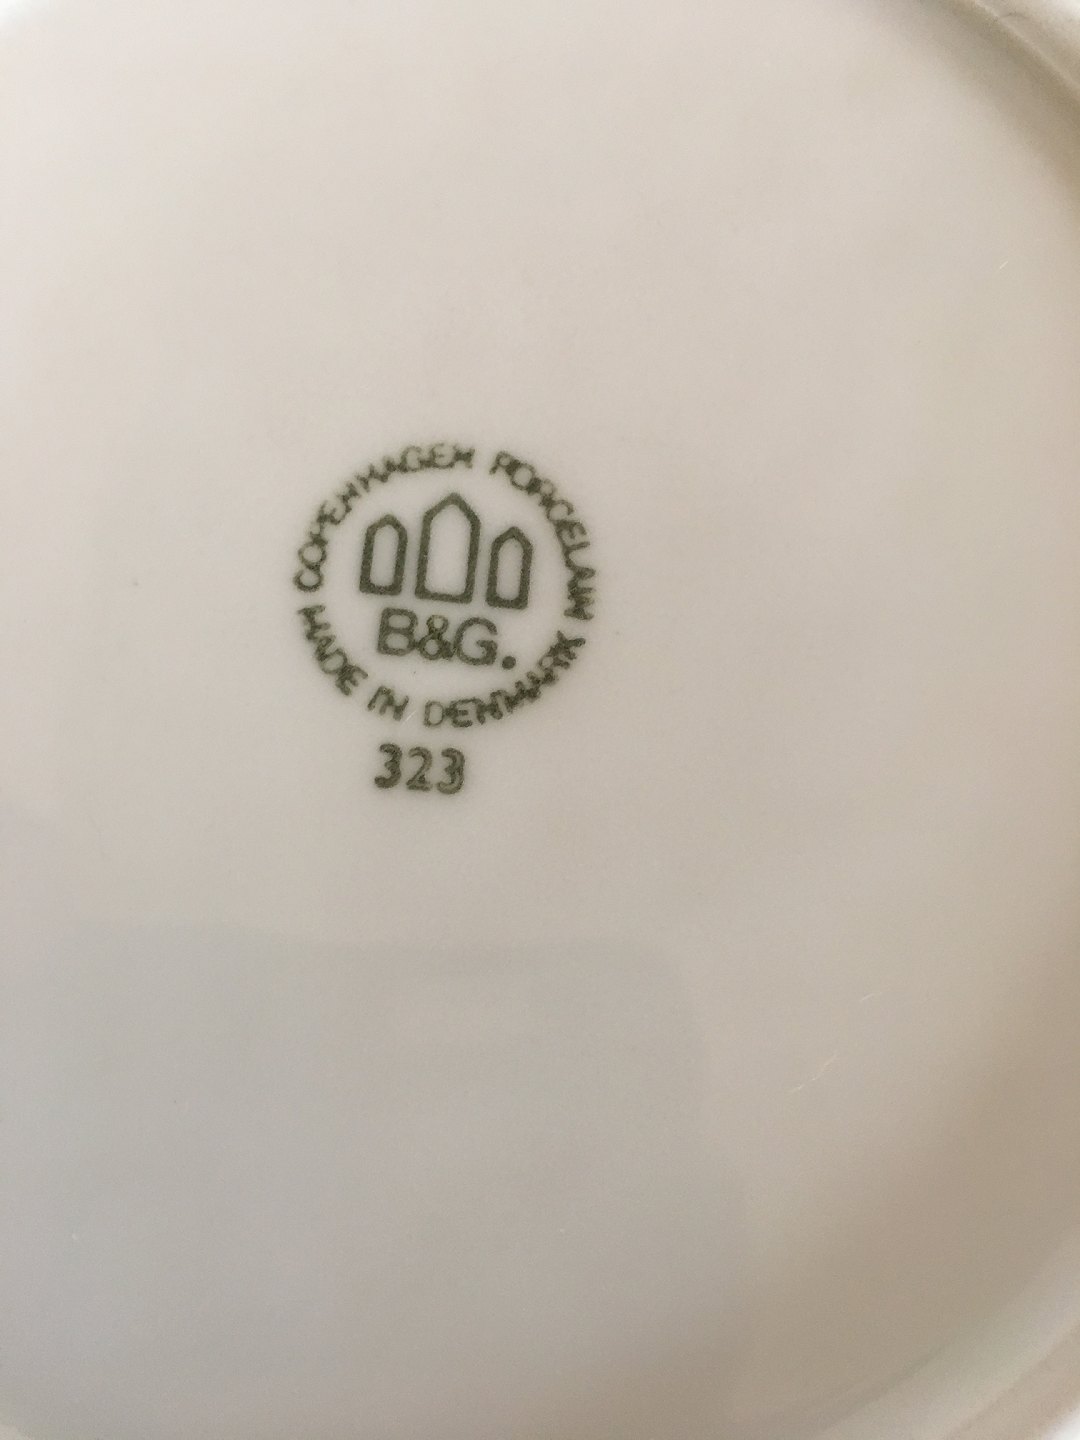 COPENHAGEN PORCELAIN
B&G.
MADE IN DENMARK
323